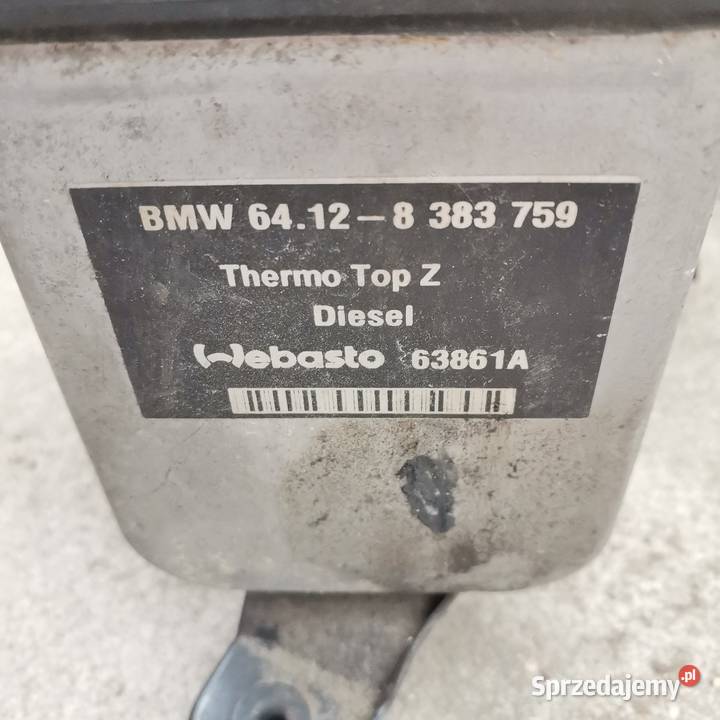 BMW 64.12-8 383 759
Thermo Top Z
Diesel
Webasto 63861A
Sprzedajemy.pl